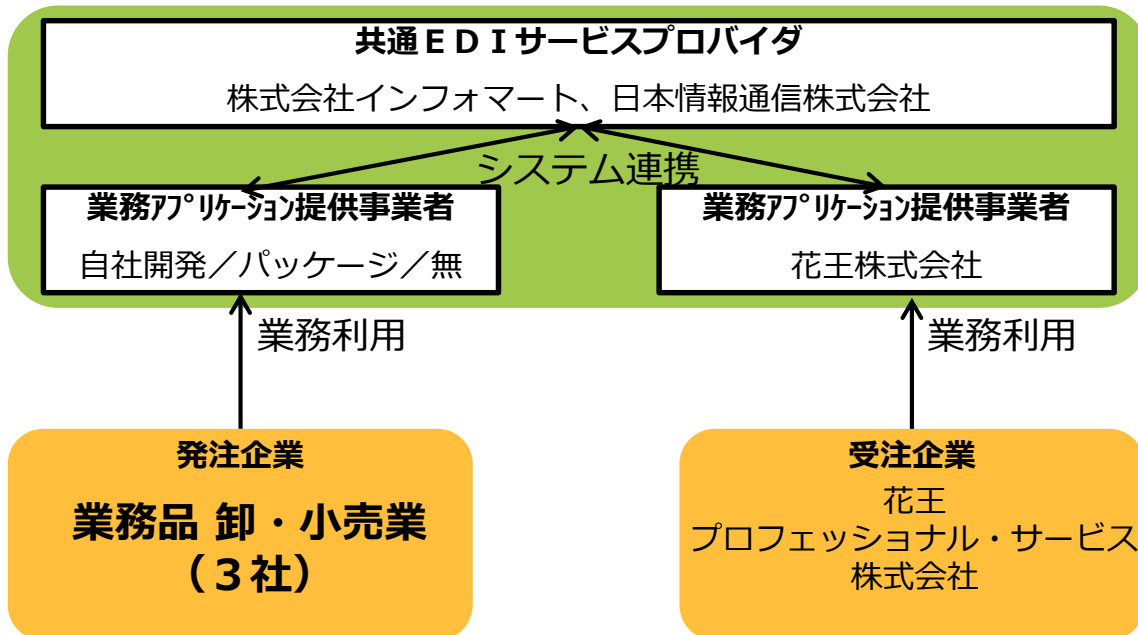 共通ＥＤＩサービスプロバイダ
株式会社インフォマート、日本情報通信株式会社
システム連携
業務ｱﾌﾟﾘｹｰｼｮﾝ提供事業者
自社開発／パッケージ／無
業務ｱﾌﾟﾘｹｰｼｮﾝ提供事業者
花王株式会社
業務利用
業務利用
発注企業
業務品 卸・小売業
（３社）
受注企業
花王
プロフェッショナル・サービス
株式会社